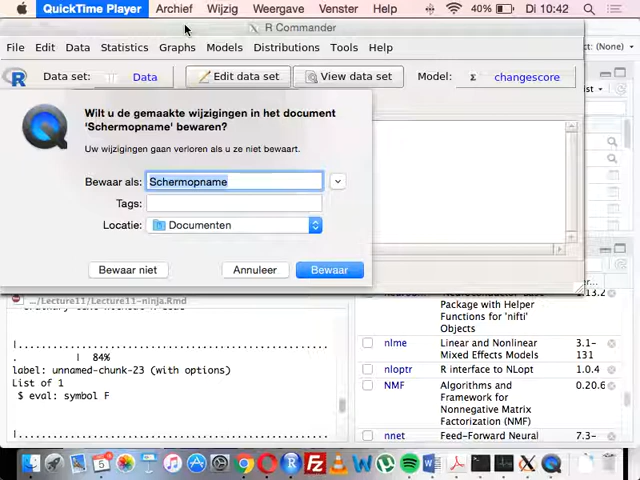 QuickTime Player Archief Wijzig Weergave Venster Help 40% Di 10:42
R Commander
File Edit Data Statistics Graphs Models Distributions Tools Help
Data set: Data Edit data set View data set Model: Σ changescore
: (None)
list
Wilt u de gemaakte wijzigingen in het document
'Schermopname' bewaren?
Uw wijzigingen gaan verloren als u ze niet bewaart.
Bewaar als: Schermopname
Tags:
Locatie: Documenten
Bewaar niet Annuleer Bewaar
.../Lecture11/Lecture11-ninja.Rmd
|.....................................................
. | 84%
label: unnamed-chunk-23 (with options)
List of 1
$ eval: symbol F
|.....................................................
Package with Helper
Functions for 'nifti'
Objects
1.13.2
nlme Linear and Nonlinear
Mixed Effects Models
3.1-
131
nloptr R interface to NLopt 1.0.4
NMF Algorithms and
Framework for
Nonnegative Matrix
Factorization (NMF)
0.20.6
nnet Feed-Forward Neural 7.3-
5